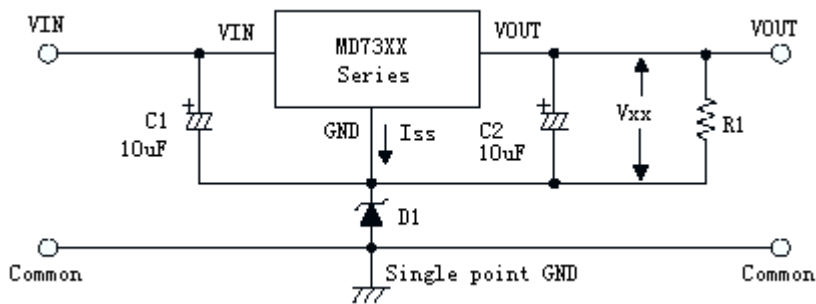 VIN
VIN
MD73XX
Series
VOUT
VOUT
C1
10uF
GND
Iss
C2
10uF
Vxx
R1
D1
Common
Single point GND
Common